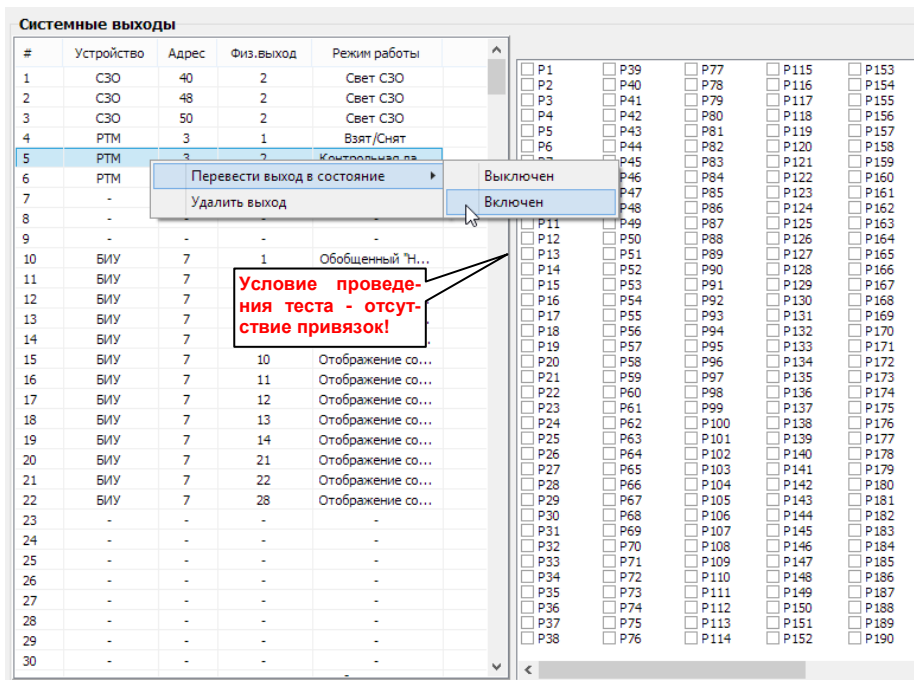 Системные выходы
# Устройство Адрес Физ.выход Режим работы
1 СЗО 40 2 Свет СЗО
2 СЗО 48 2 Свет СЗО
3 СЗО 50 2 Свет СЗО
4 РТМ 3 1 Взят/Снят
5 РТМ 3 2 Контрольная ла...
6 РТМ
7 -
8 - - - -
9 - - - -
10 БИУ 7 1 Обобщенный "Н...
11 БИУ 7
12 БИУ 7
13 БИУ 7
14 БИУ 7
15 БИУ 7 10 Отображение со...
16 БИУ 7 11 Отображение со...
17 БИУ 7 12 Отображение со...
18 БИУ 7 13 Отображение со...
19 БИУ 7 14 Отображение со...
20 БИУ 7 21 Отображение со...
21 БИУ 7 22 Отображение со...
22 БИУ 7 28 Отображение со...
23 - - - -
24 - - - -
25 - - - -
26 - - - -
27 - - - -
28 - - - -
29 - - - -
30 - - - -
Перевести выход в состояние
Удалить выход
Выключен
Включен
Условие проведе-
ния теста - отсут-
ствие привязок!
P1 P39 P77 P115 P153
P2 P40 P78 P116 P154
P3 P41 P79 P117 P155
P4 P42 P80 P118 P156
P5 P43 P81 P119 P157
P6 P44 P82 P120 P158
P7 P45 P83 P121 P159
P46 P84 P122 P160
P47 P85 P123 P161
P48 P86 P124 P162
P11 P49 P87 P125 P163
P12 P50 P88 P126 P164
P13 P51 P89 P127 P165
P14 P52 P90 P128 P166
P15 P53 P91 P129 P167
P16 P54 P92 P130 P168
P17 P55 P93 P131 P169
P18 P56 P94 P132 P170
P19 P57 P95 P133 P171
P20 P58 P96 P134 P172
P21 P59 P97 P135 P173
P22 P60 P98 P136 P174
P23 P61 P99 P137 P175
P24 P62 P100 P138 P176
P25 P63 P101 P139 P177
P26 P64 P102 P140 P178
P27 P65 P103 P141 P179
P28 P66 P104 P142 P180
P29 P67 P105 P143 P181
P30 P68 P106 P144 P182
P31 P69 P107 P145 P183
P32 P70 P108 P146 P184
P33 P71 P109 P147 P185
P34 P72 P110 P148 P186
P35 P73 P111 P149 P187
P36 P74 P112 P150 P188
P37 P75 P113 P151 P189
P38 P76 P114 P152 P190